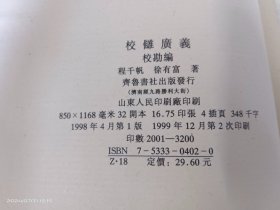 校讎廣義
校勘編
程千帆 徐有富 著
齊魯書社出版發行
(濟南經九路勝利大街)
山東人民印刷廠印刷
850×1168毫米 32開本 16.75印張 4插頁 348千字
1998年4月第1版 1999年12月第2次印刷
印數2001—3200
ISBN 7-5333-0402-0
Z·18 定價：29.60元